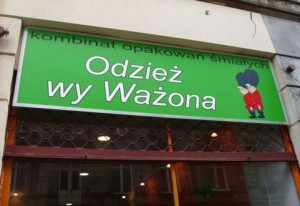 kombinat opakowań śmiałych
Odzież
wy Ważona